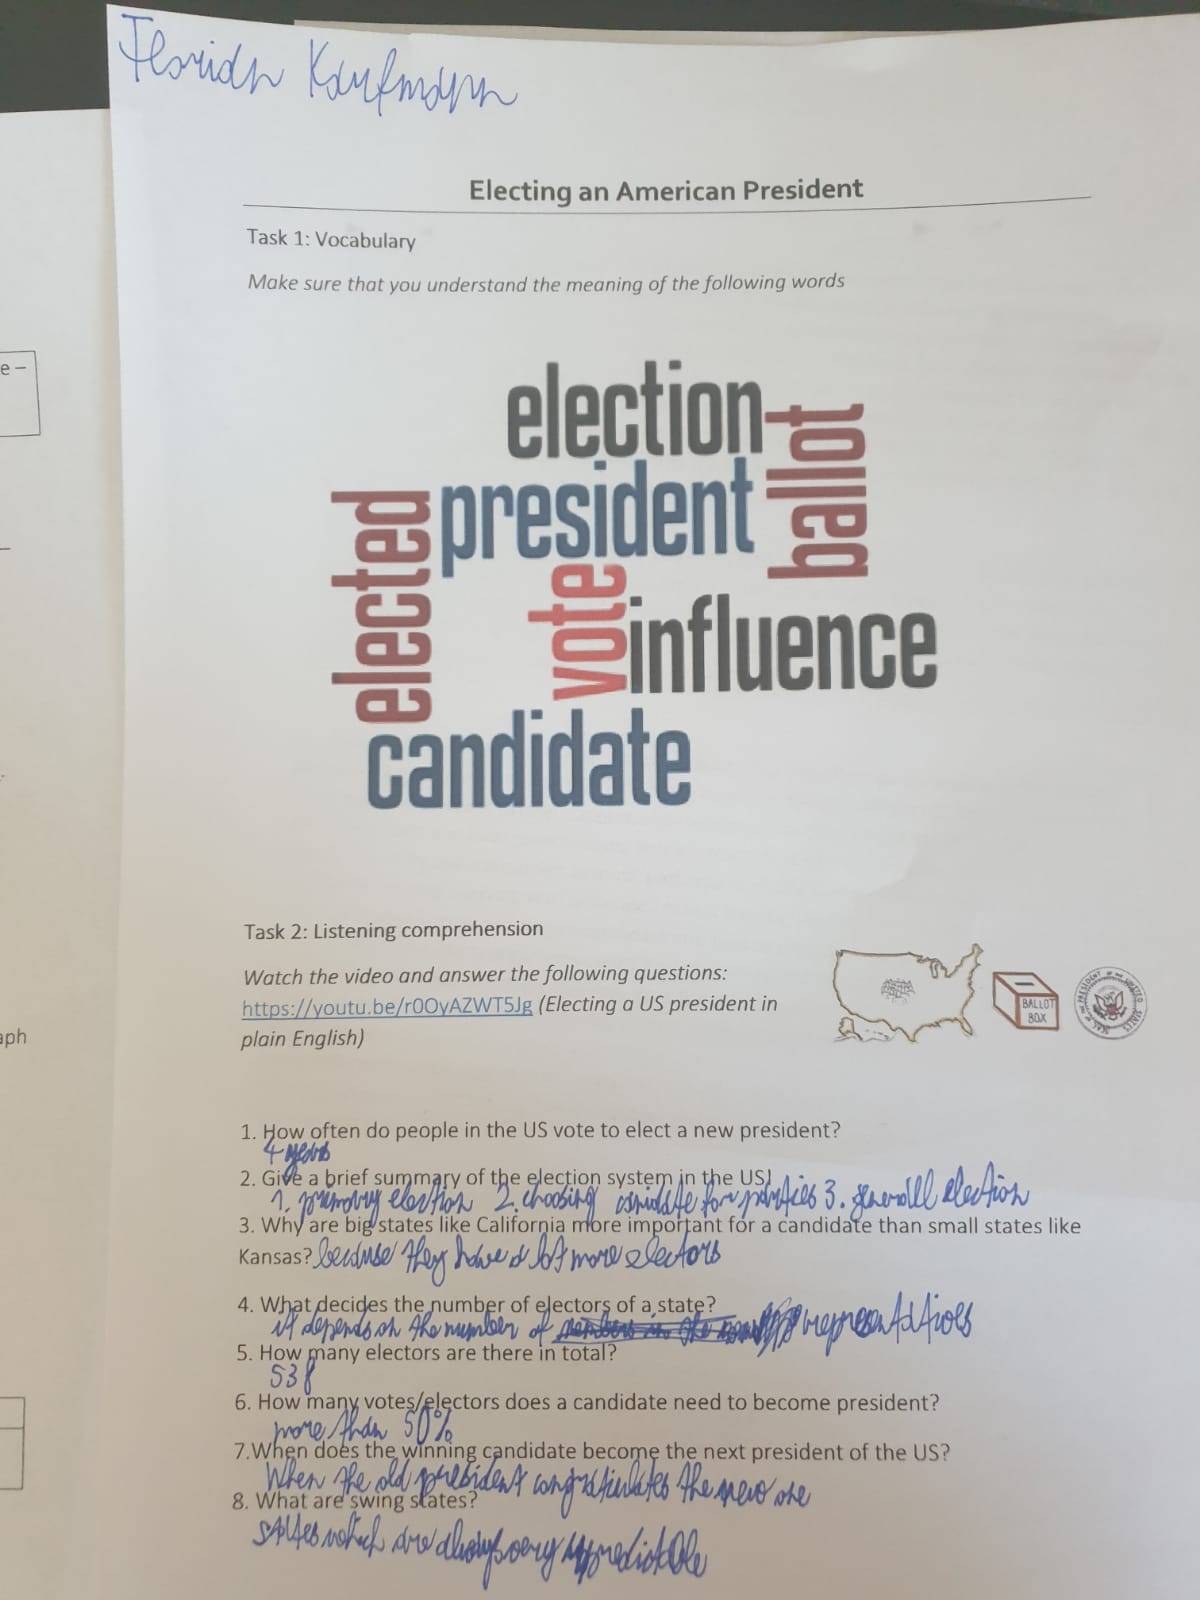 Florian Kaufmann
Electing an American President
Task 1: Vocabulary
Make sure that you understand the meaning of the following words
e –
election
ballot
president
elected
vote
influence
candidate
Task 2: Listening comprehension
Watch the video and answer the following questions:
https://youtu.be/r0OyAZWT5Jg (Electing a US president in
plain English)
BALLOT
BOX
aph
1. How often do people in the US vote to elect a new president?
4 years
2. Give a brief summary of the election system in the US!
1. primary election 2. choosing canidate for parties 3. generall election
3. Why are big states like California more important for a candidate than small states like
Kansas? because they have a lot more electors
4. What decides the number of electors of a state?
it depends on the number of representatives
5. How many electors are there in total?
538
6. How many votes/electors does a candidate need to become president?
more than 50%
7.When does the winning candidate become the next president of the US?
When the old president congratiulates the new one
8. What are swing states?
states which are always very unpredictable